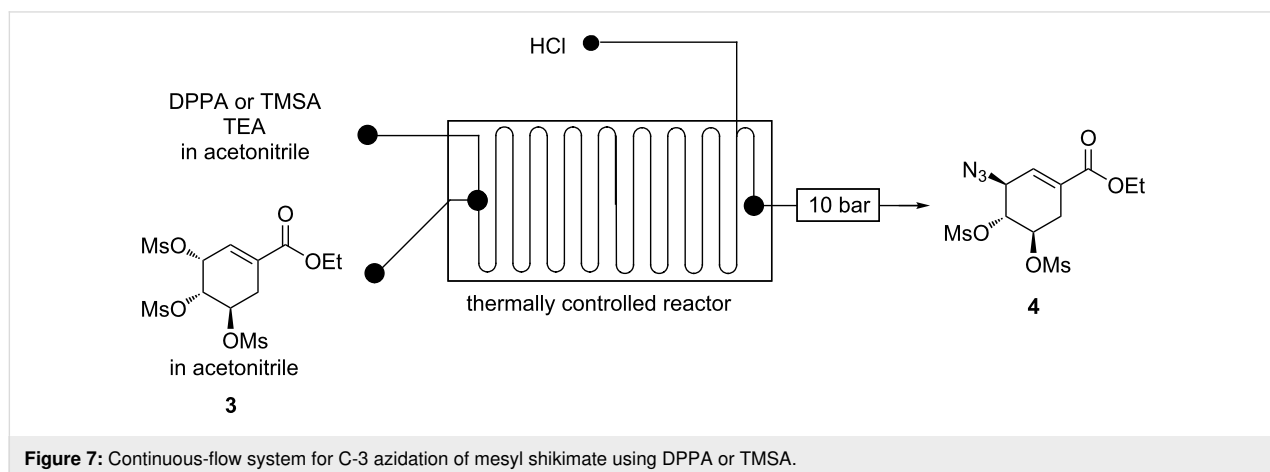 HCl
DPPA or TMSA
TEA
in acetonitrile
O
MsO
OEt
MsO
OMs
in acetonitrile
3
thermally controlled reactor
10 bar
O
N3
OEt
MsO
OMs
4
Figure 7: Continuous-flow system for C-3 azidation of mesyl shikimate using DPPA or TMSA.